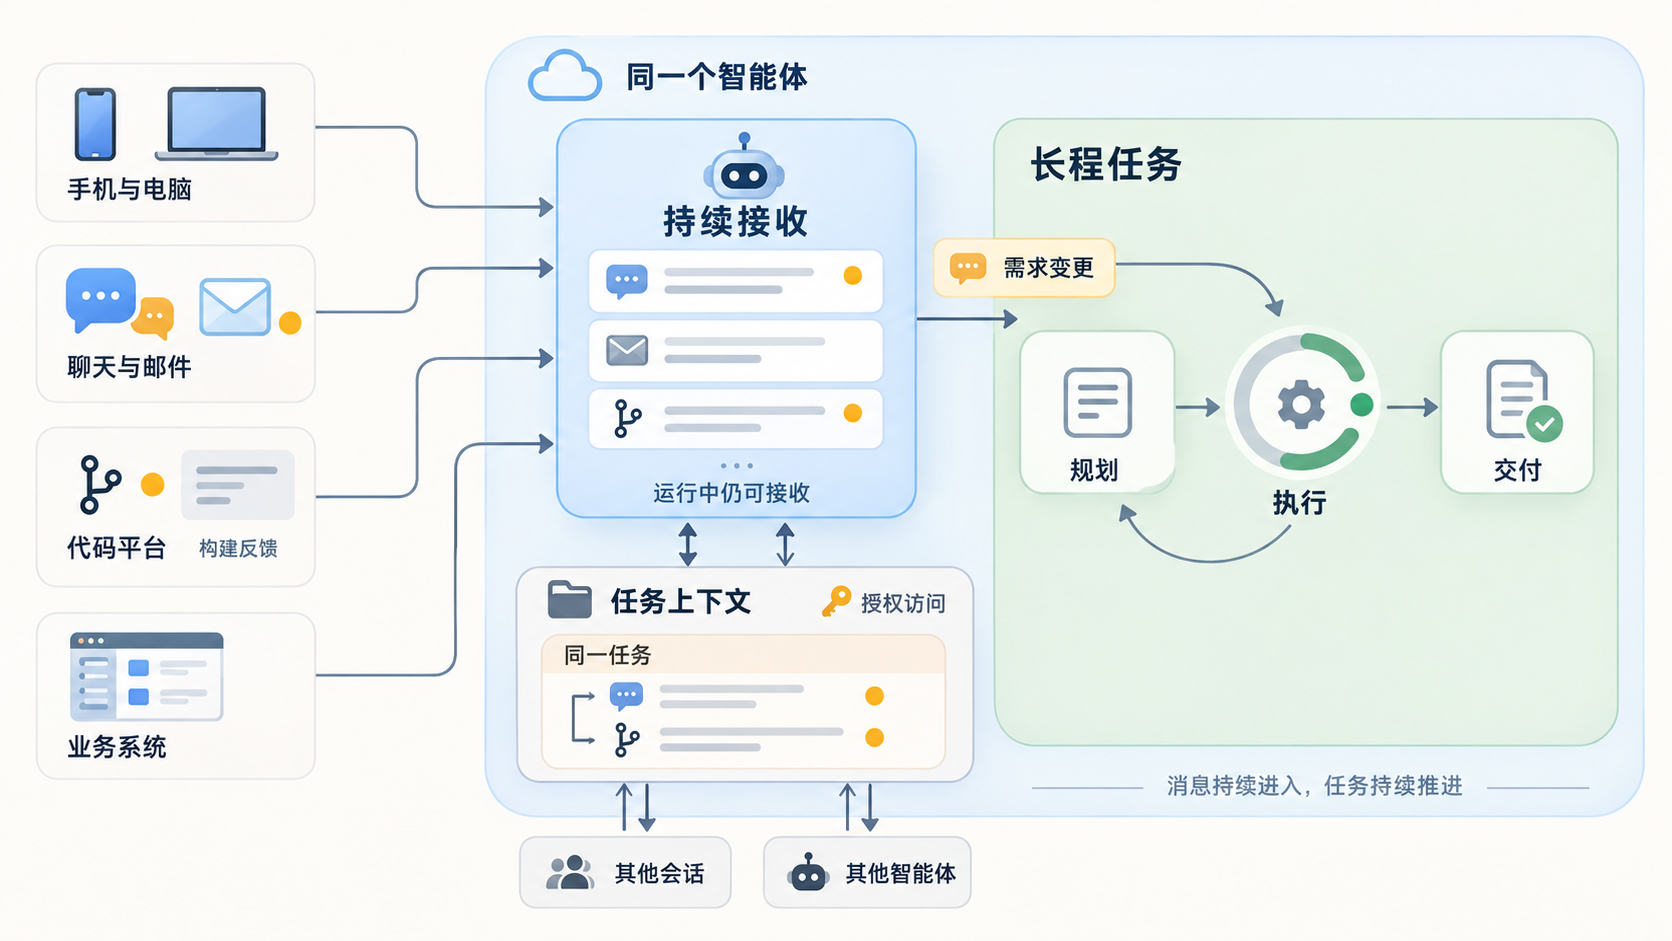 同一个智能体
手机与电脑
聊天与邮件
代码平台
构建反馈
业务系统
持续接收
运行中仍可接收
任务上下文
授权访问
同一任务
其他会话
其他智能体
长程任务
需求变更
规划
执行
交付
消息持续进入，任务持续推进